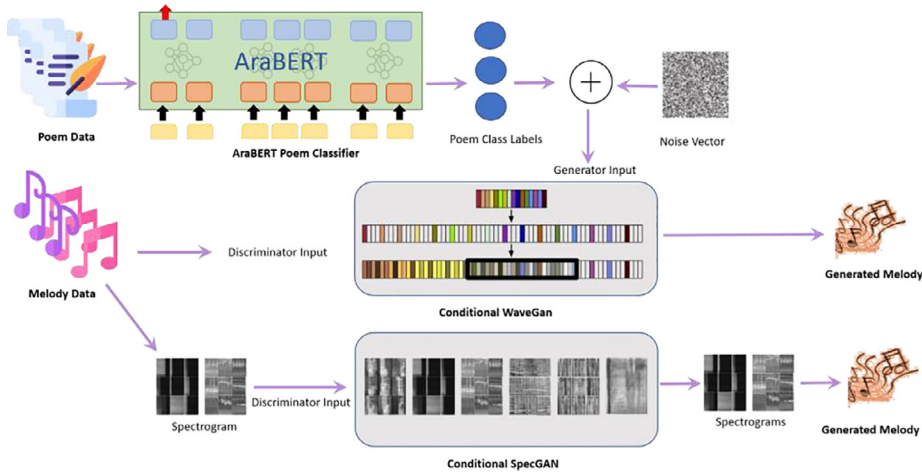 AraBERT
Poem Data
AraBERT Poem Classifier
Poem Class Labels
Noise Vector
Generator Input
Discriminator Input
Melody Data
Conditional WaveGan
Generated Melody
Spectrogram
Discriminator Input
Spectrograms
Generated Melody
Conditional SpecGAN